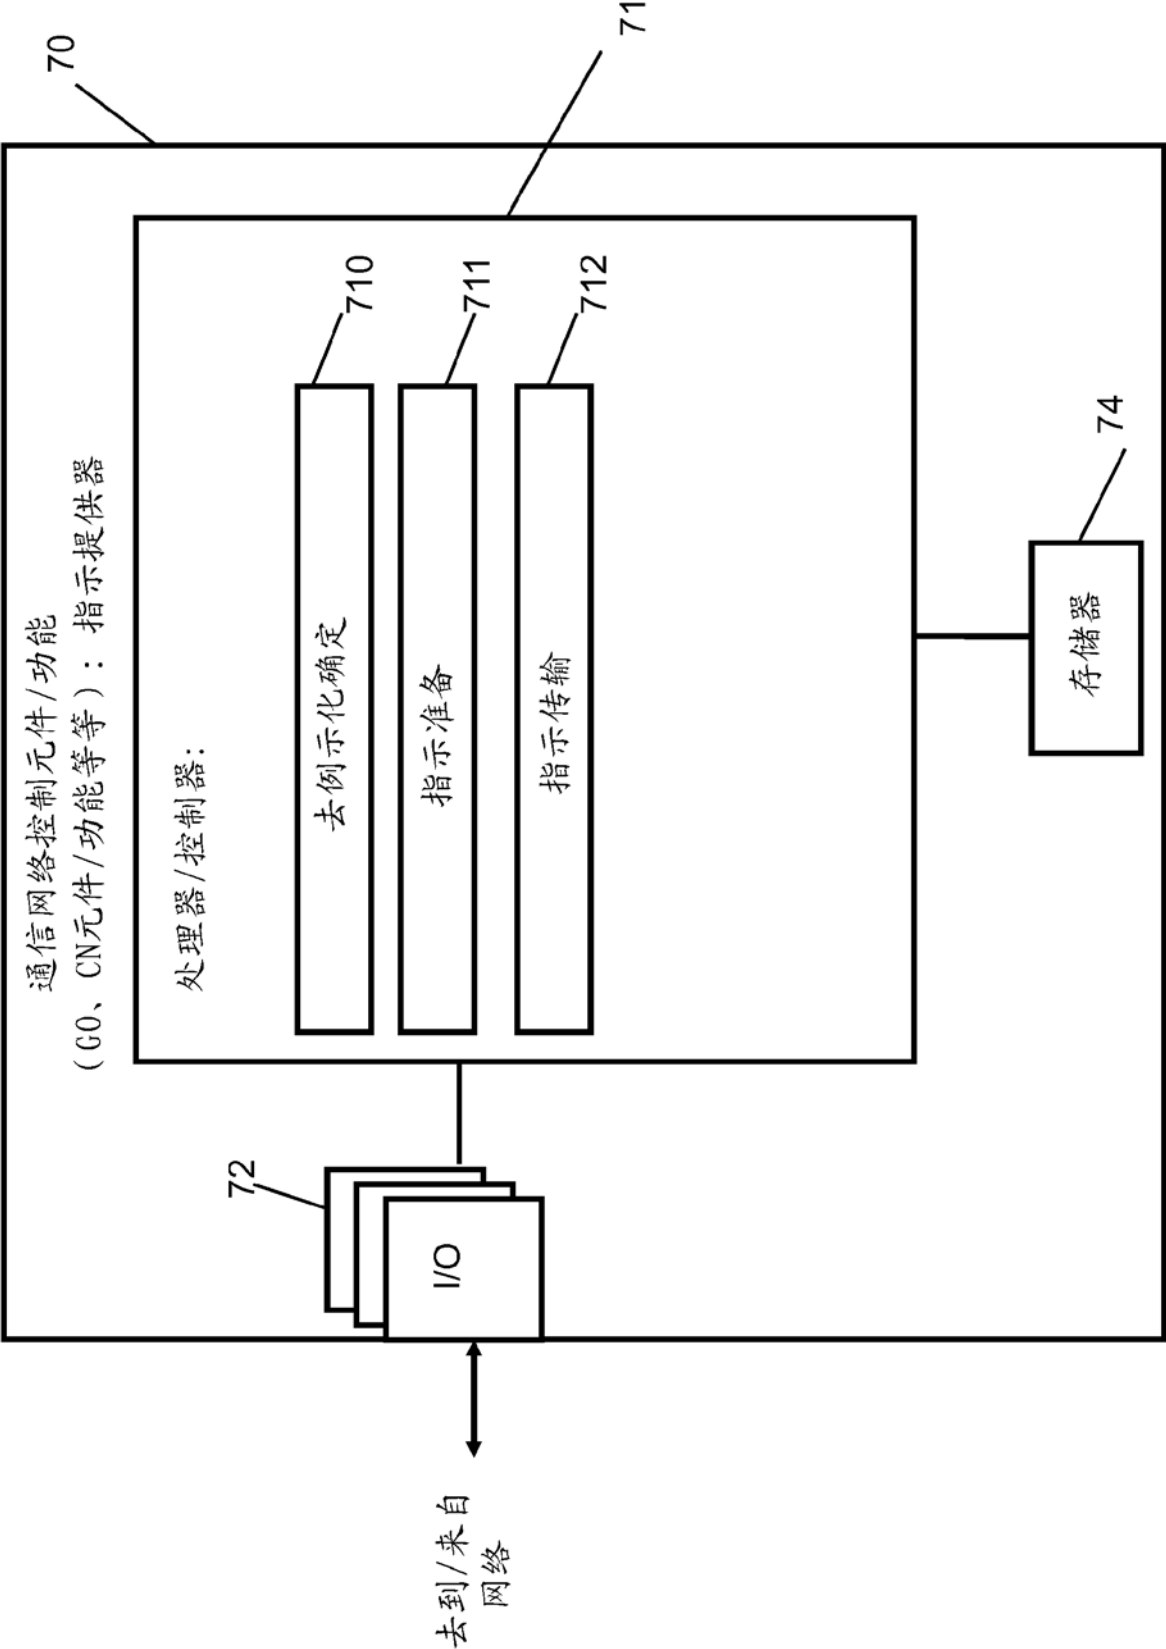 通信网络控制元件/功能
(GO、CN元件/功能等等)：指示提供器
70
处理器/控制器：
71
去例示化确定
710
指示准备
711
指示传输
712
72
I/O
去到/来自
网络
存储器
74